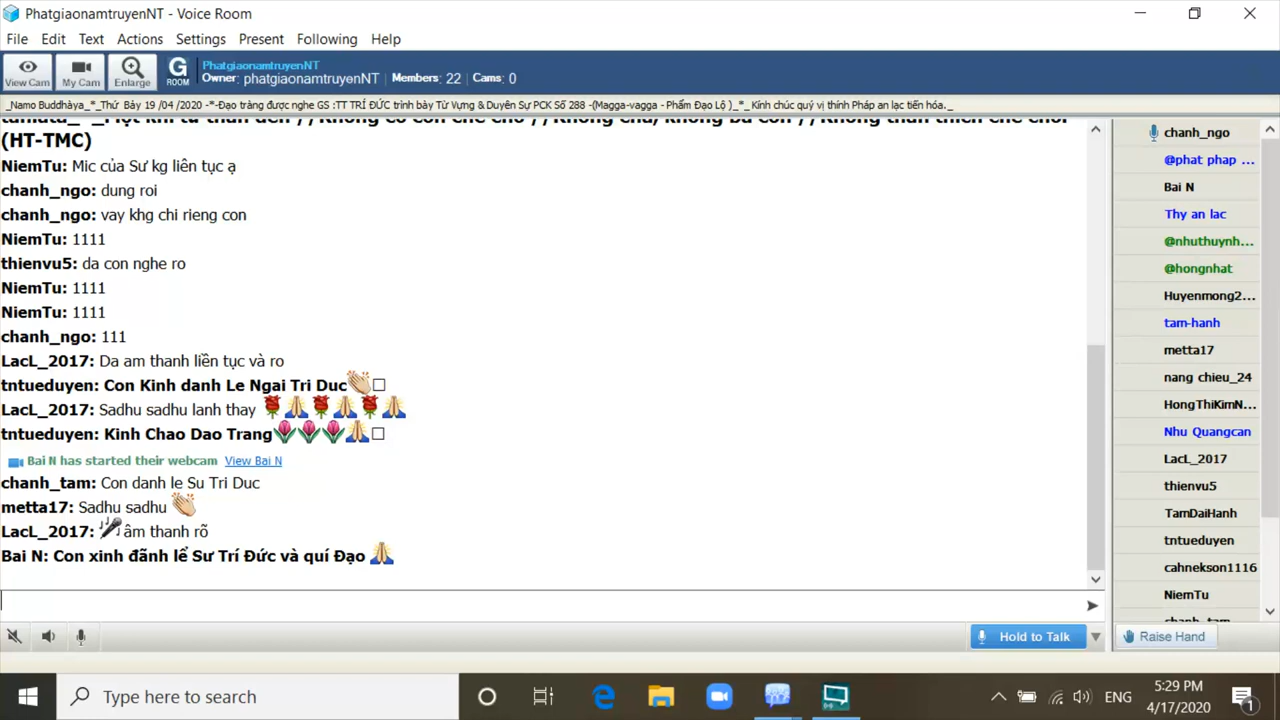 PhatgiaonamtruyenNT - Voice Room
File Edit Text Actions Settings Present Following Help
View Cam My Cam Enlarge G ROOM PhatgiaonamtruyenNT
Owner: phatgiaonamtruyenNT Members: 22 Cams: 0
_Namo Buddhàya_*_Thứ Bảy 19 /04 /2020 -*-Đạo tràng được nghe GS :TT TRÍ ĐỨC trình bày Từ Vựng & Duyên Sự PCK Số 288 -(Magga-vagga - Phẩm Đạo Lộ )_*_ Kính chúc quý vị thính Pháp an lạc tiến hóa._
(HT-TMC)
NiemTu: Mic của Sư kg liên tục ạ
chanh_ngo: dung roi
chanh_ngo: vay khg chi rieng con
NiemTu: 1111
thienvu5: da con nghe ro
NiemTu: 1111
NiemTu: 1111
chanh_ngo: 111
LacL_2017: Da am thanh liền tục và ro
tntueduyen: Con Kinh danh Le Ngai Tri Duc👏□
LacL_2017: Sadhu sadhu lanh thay 🌹🙏🌹🙏🌹🙏
tntueduyen: Kinh Chao Dao Trang🌷🌷🌷🙏□
Bai N has started their webcam View Bai N
chanh_tam: Con danh le Su Tri Duc
metta17: Sadhu sadhu 👏
LacL_2017: 🎤âm thanh rõ
Bai N: Con xinh đãnh lể Sư Trí Đức và quí Đạo 🙏
Hold to Talk
chanh_ngo
@phat phap ...
Bai N
Thy an lac
@nhuthuynh...
@hongnhat
Huyenmong2...
tam-hanh
metta17
nang chieu_24
HongThiKimN...
Nhu Quangcan
LacL_2017
thienvu5
TamDaiHanh
tntueduyen
cahnekson1116
NiemTu
chanh_tam
Raise Hand
Type here to search
ENG
5:29 PM
4/17/2020
1